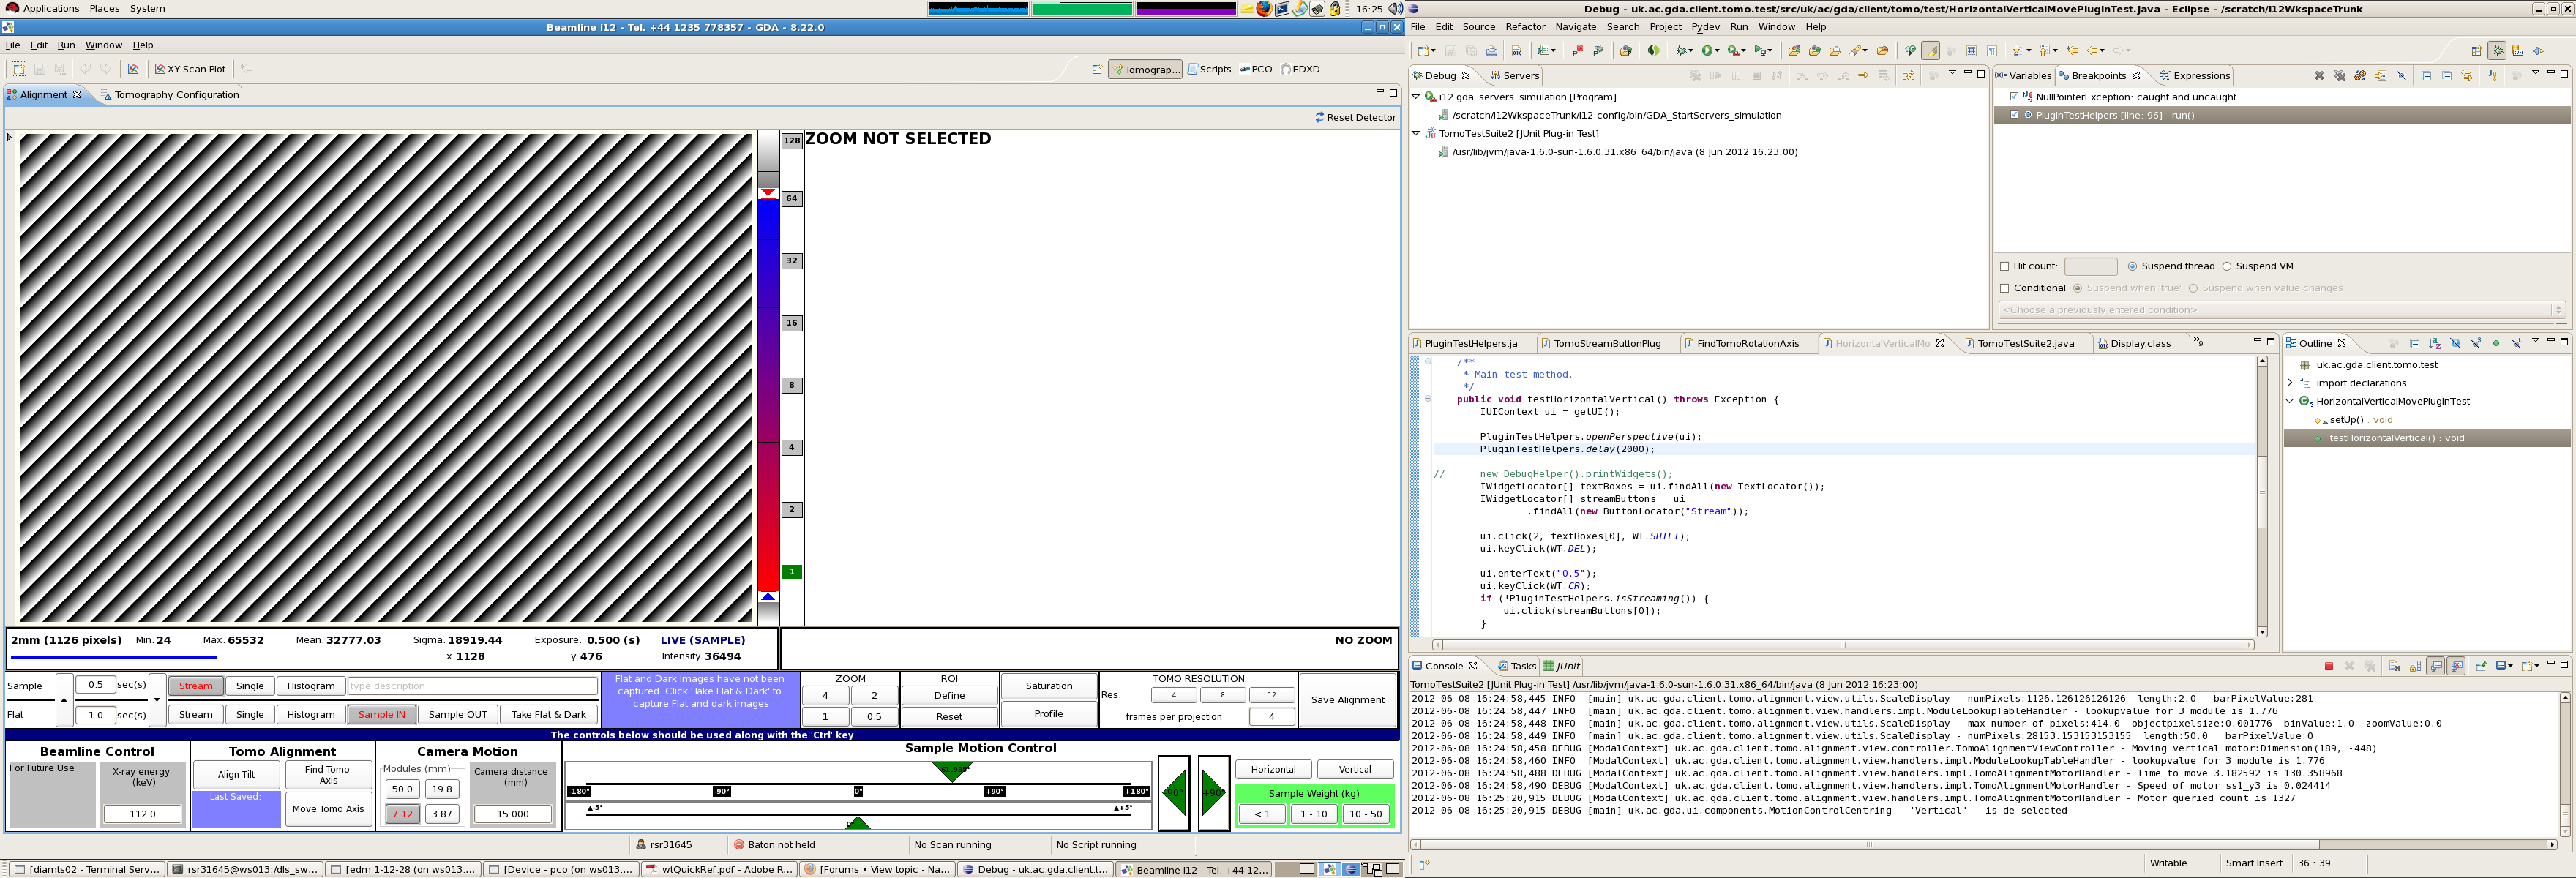 Applications Places System
16:25
Beamline i12 - Tel. +44 1235 778357 - GDA - 8.22.0
File Edit Run Window Help
XY Scan Plot
Tomograp... Scripts PCO EDXD
Alignment Tomography Configuration
Reset Detector
128
64
32
16
8
4
2
1
ZOOM NOT SELECTED
2mm (1126 pixels) Min: 24 Max: 65532 Mean: 32777.03 Sigma: 18919.44 Exposure: 0.500 (s) LIVE (SAMPLE)
x 1128 y 476 Intensity 36494
NO ZOOM
Sample 0.5 sec(s) Stream Single Histogram type description
Flat 1.0 sec(s) Stream Single Histogram Sample IN Sample OUT Take Flat & Dark
Flat and Dark Images have not been
captured. Click 'Take Flat & Dark' to
capture Flat and dark images
ZOOM
4 2
1 0.5
ROI
Define
Reset
Saturation
Profile
TOMO RESOLUTION
Res: 4 8 12
frames per projection 4
Save Alignment
The controls below should be used along with the 'Ctrl' key
Beamline Control
For Future Use
X-ray energy
(keV)
112.0
Tomo Alignment
Align Tilt
Find Tomo
Axis
Last Saved:
Move Tomo Axis
Camera Motion
Modules (mm)
50.0 19.8
7.12 3.87
Camera distance
(mm)
15.000
Sample Motion Control
-180° -90° 0° +90° +180°
-5° +5°
-90° +90°
Horizontal Vertical
Sample Weight (kg)
< 1 1 - 10 10 - 50
rsr31645 Baton not held No Scan running No Script running
[diamts02 - Terminal Serv... rsr31645@ws013:/dls_sw... [edm 1-12-28 (on ws013.... [Device - pco (on ws013.... wtQuickRef.pdf - Adobe R... [Forums • View topic - Na... Debug - uk.ac.gda.client.t... Beamline i12 - Tel. +44 12...
Debug - uk.ac.gda.client.tomo.test/src/uk/ac/gda/client/tomo/test/HorizontalVerticalMovePluginTest.java - Eclipse - /scratch/i12WkspaceTrunk
File Edit Source Refactor Navigate Search Project Pydev Run Window Help
Debug Servers
i12 gda_servers_simulation [Program]
/scratch/i12WkspaceTrunk/i12-config/bin/GDA_StartServers_simulation
TomoTestSuite2 [JUnit Plug-in Test]
/usr/lib/jvm/java-1.6.0-sun-1.6.0.31.x86_64/bin/java (8 Jun 2012 16:23:00)
Variables Breakpoints Expressions
NullPointerException: caught and uncaught
PluginTestHelpers [line: 96] - run()
Hit count: Suspend thread Suspend VM
Conditional Suspend when 'true' Suspend when value changes
<Choose a previously entered condition>
PluginTestHelpers.ja TomoStreamButtonPlug FindTomoRotationAxis HorizontalVerticalMo TomoTestSuite2.java Display.class »9
/**
* Main test method.
*/
public void testHorizontalVertical() throws Exception {
IUIContext ui = getUI();
PluginTestHelpers.openPerspective(ui);
PluginTestHelpers.delay(2000);
// new DebugHelper().printWidgets();
IWidgetLocator[] textBoxes = ui.findAll(new TextLocator());
IWidgetLocator[] streamButtons = ui
.findAll(new ButtonLocator("Stream"));
ui.click(2, textBoxes[0], WT.SHIFT);
ui.keyClick(WT.DEL);
ui.enterText("0.5");
ui.keyClick(WT.CR);
if (!PluginTestHelpers.isStreaming()) {
ui.click(streamButtons[0]);
}
Outline
uk.ac.gda.client.tomo.test
import declarations
HorizontalVerticalMovePluginTest
setUp() : void
testHorizontalVertical() : void
Console Tasks JUnit
TomoTestSuite2 [JUnit Plug-in Test] /usr/lib/jvm/java-1.6.0-sun-1.6.0.31.x86_64/bin/java (8 Jun 2012 16:23:00)
2012-06-08 16:24:58,445 INFO [main] uk.ac.gda.client.tomo.alignment.view.utils.ScaleDisplay - numPixels:1126.126126126126 length:2.0 barPixelValue:281
2012-06-08 16:24:58,447 INFO [main] uk.ac.gda.client.tomo.alignment.view.handlers.impl.ModuleLookupTableHandler - lookupvalue for 3 module is 1.776
2012-06-08 16:24:58,448 INFO [main] uk.ac.gda.client.tomo.alignment.view.utils.ScaleDisplay - max number of pixels:414.0 objectpixelsize:0.001776 binValue:1.0 zoomValue:0.0
2012-06-08 16:24:58,449 INFO [main] uk.ac.gda.client.tomo.alignment.view.utils.ScaleDisplay - numPixels:28153.153153153155 length:50.0 barPixelValue:0
2012-06-08 16:24:58,458 DEBUG [ModalContext] uk.ac.gda.client.tomo.alignment.view.controller.TomoAlignmentViewController - Moving vertical motor:Dimension(189, -448)
2012-06-08 16:24:58,460 INFO [ModalContext] uk.ac.gda.client.tomo.alignment.view.handlers.impl.ModuleLookupTableHandler - lookupvalue for 3 module is 1.776
2012-06-08 16:24:58,488 DEBUG [ModalContext] uk.ac.gda.client.tomo.alignment.view.handlers.impl.TomoAlignmentMotorHandler - Time to move 3.182592 is 130.358968
2012-06-08 16:24:58,490 DEBUG [ModalContext] uk.ac.gda.client.tomo.alignment.view.handlers.impl.TomoAlignmentMotorHandler - Speed of motor ss1_y3 is 0.024414
2012-06-08 16:25:20,915 DEBUG [ModalContext] uk.ac.gda.client.tomo.alignment.view.handlers.impl.TomoAlignmentMotorHandler - Motor queried count is 1327
2012-06-08 16:25:20,915 DEBUG [main] uk.ac.gda.ui.components.MotionControlCentring - 'Vertical' - is de-selected
Writable Smart Insert 36 : 39